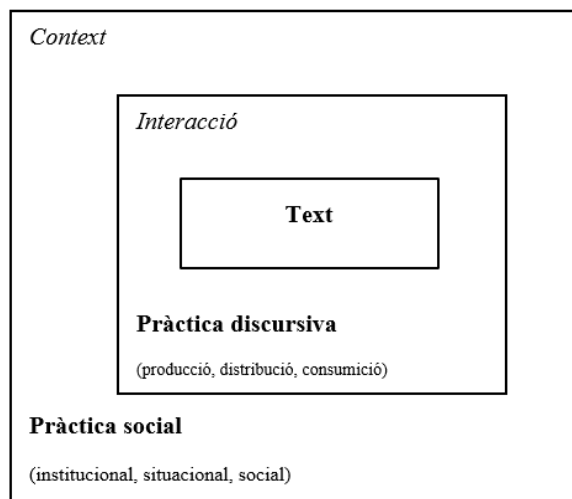 Context
Interacció
Text
Pràctica discursiva
(producció, distribució, consumició)
Pràctica social
(institucional, situacional, social)